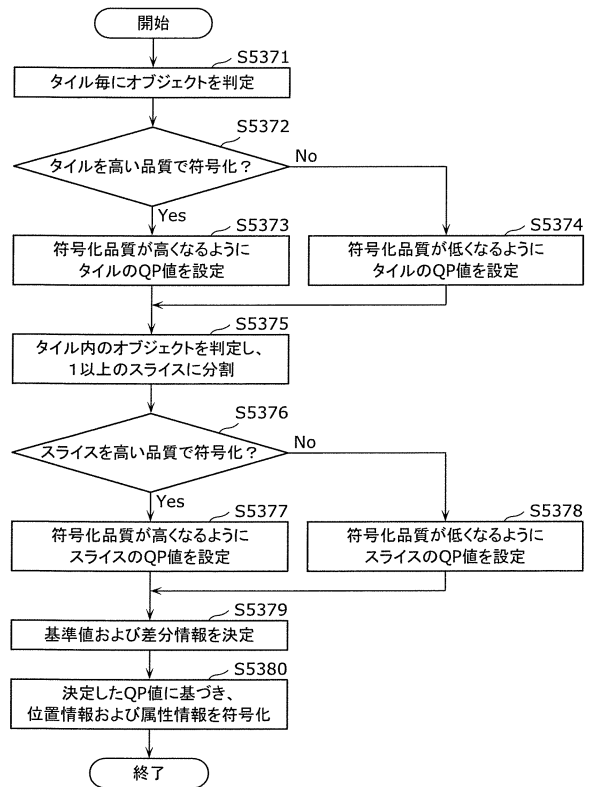 開始
S5371
タイル毎にオブジェクトを判定
S5372
タイルを高い品質で符号化？
No
Yes
S5373
符号化品質が高くなるように
タイルのQP値を設定
S5374
符号化品質が低くなるように
タイルのQP値を設定
S5375
タイル内のオブジェクトを判定し、
１以上のスライスに分割
S5376
スライスを高い品質で符号化？
No
Yes
S5377
符号化品質が高くなるように
スライスのQP値を設定
S5378
符号化品質が低くなるように
スライスのQP値を設定
S5379
基準値および差分情報を決定
S5380
決定したQP値に基づき、
位置情報および属性情報を符号化
終了